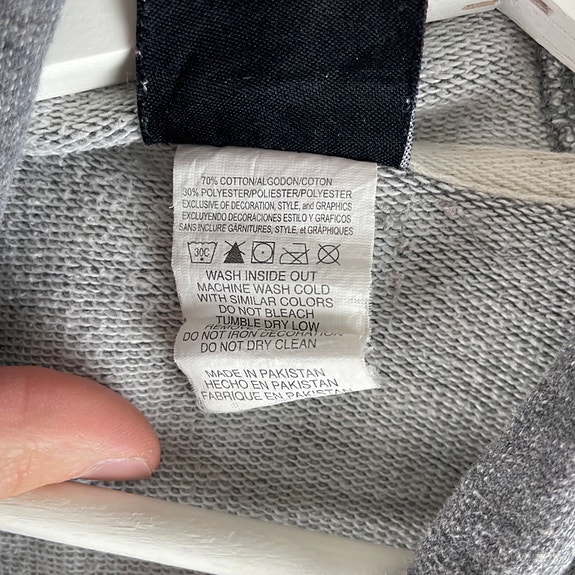 70% COTTON/ALGODON/COTON
30% POLYESTER/POLIESTER/POLYESTER
EXCLUSIVE OF DECORATION, STYLE, and GRAPHICS
EXCLUYENDO DECORACIONES ESTILO Y GRAFICOS
SANS INCLURE GÁRNITURES, STYLE, et GRÁPHIQUES
30C
WASH INSIDE OUT
MACHINE WASH COLD
WITH SIMILAR COLORS
DO NOT BLEACH
TUMBLE DRY LOW
DO NOT IRON DECORATION
DO NOT DRY CLEAN
MADE IN PAKISTAN
HECHO EN PAKISTAN
FABRIQUE EN PAKISTAN